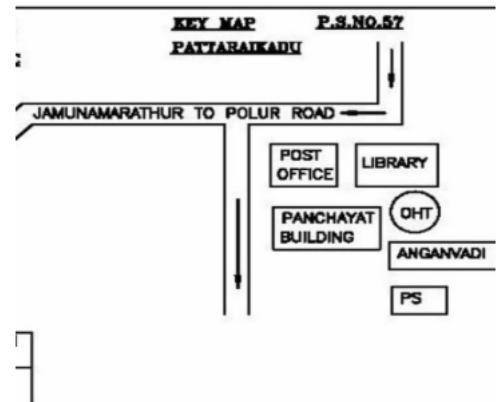 KEY MAP P.S.NO.57
PATTARAIKADU
JAMUNAMARATHUR TO POLUR ROAD
POST
OFFICE
LIBRARY
PANCHAYAT
BUILDING
OHT
ANGANVADI
PS